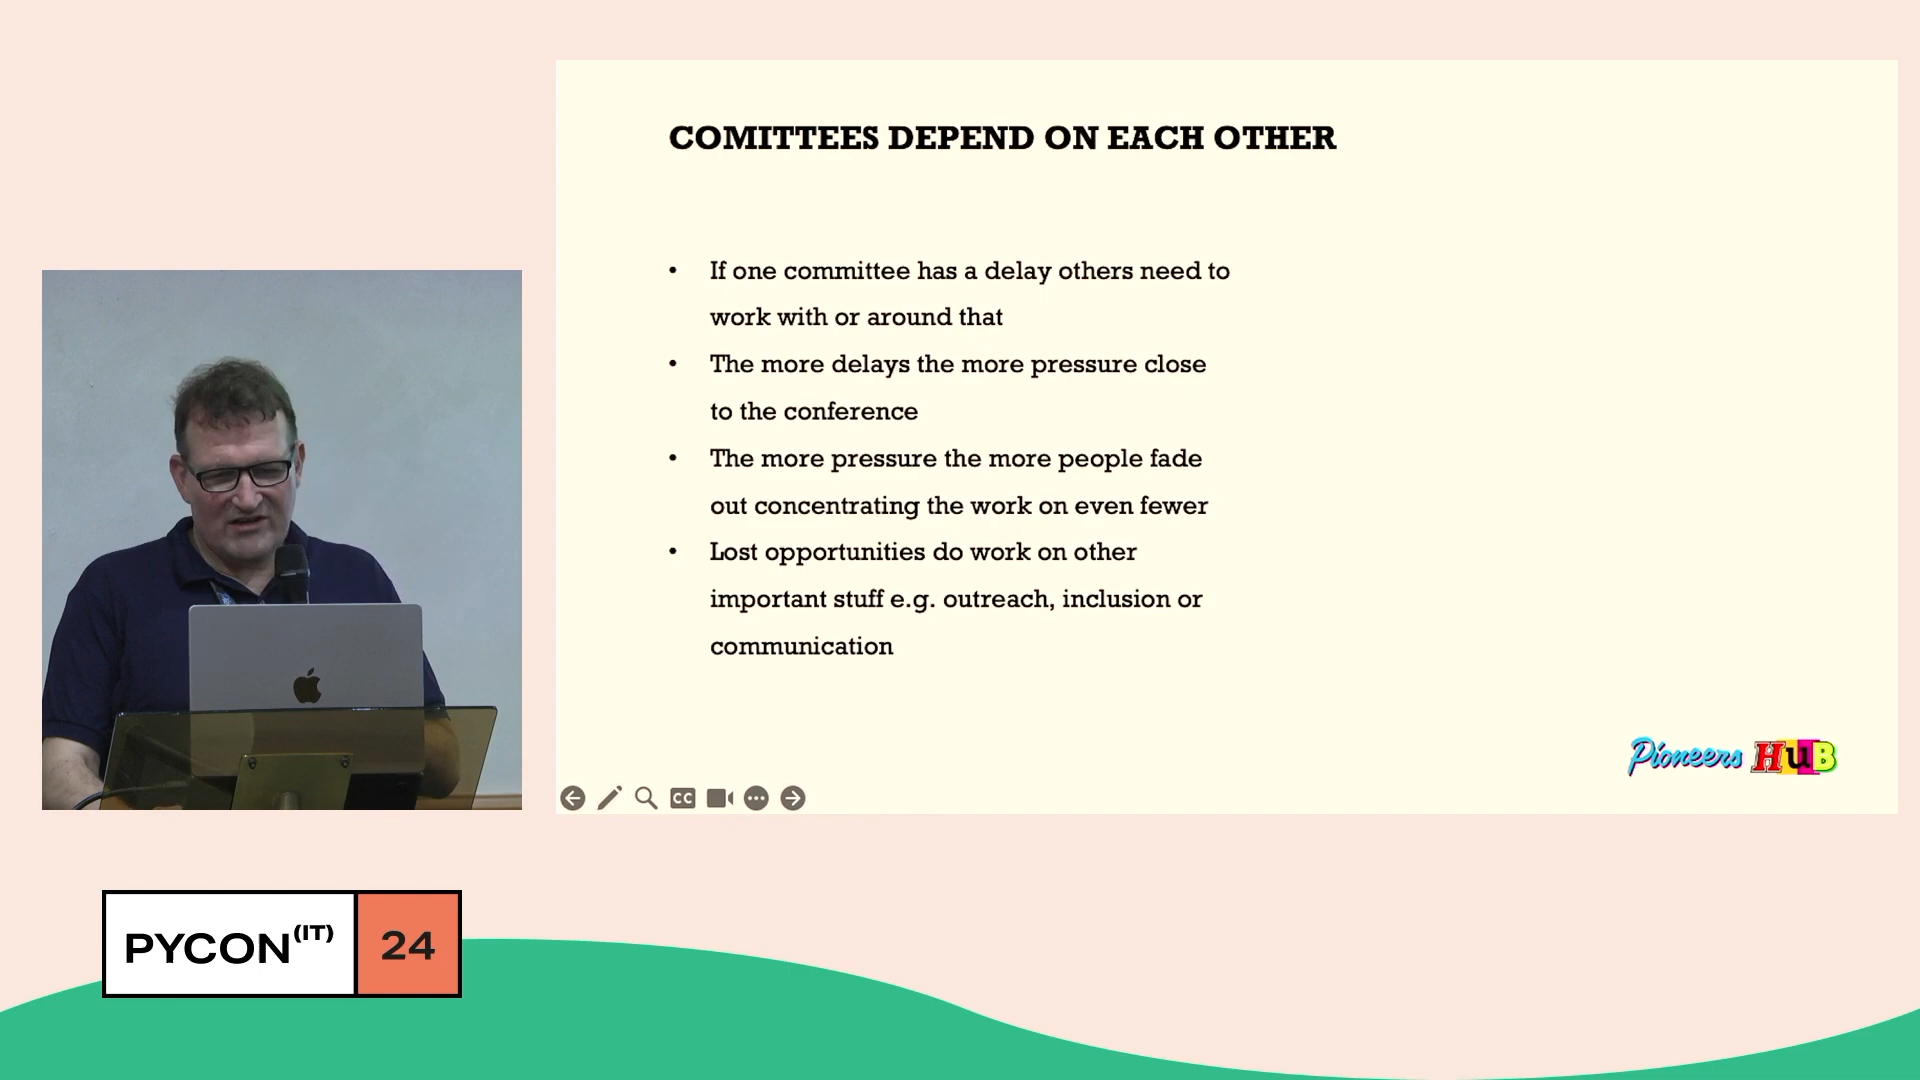 COMITTEES DEPEND ON EACH OTHER
• If one committee has a delay others need to
work with or around that
• The more delays the more pressure close
to the conference
• The more pressure the more people fade
out concentrating the work on even fewer
• Lost opportunities do work on other
important stuff e.g. outreach, inclusion or
communication
Pioneers HuB
CC
PYCON(IT) 24